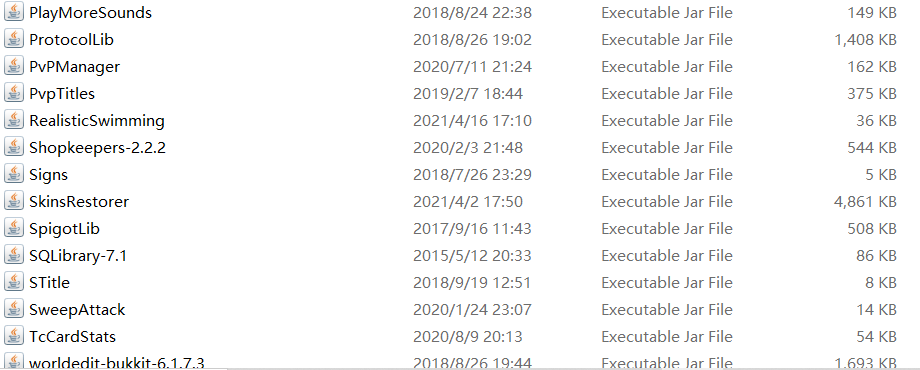 PlayMoreSounds 2018/8/24 22:38 Executable Jar File 149 KB
ProtocolLib 2018/8/26 19:02 Executable Jar File 1,408 KB
PvPManager 2020/7/11 21:24 Executable Jar File 162 KB
PvpTitles 2019/2/7 18:44 Executable Jar File 375 KB
RealisticSwimming 2021/4/16 17:10 Executable Jar File 36 KB
Shopkeepers-2.2.2 2020/2/3 21:48 Executable Jar File 544 KB
Signs 2018/7/26 23:29 Executable Jar File 5 KB
SkinsRestorer 2021/4/2 17:50 Executable Jar File 4,861 KB
SpigotLib 2017/9/16 11:43 Executable Jar File 508 KB
SQLibrary-7.1 2015/5/12 20:33 Executable Jar File 86 KB
STitle 2018/9/19 12:51 Executable Jar File 8 KB
SweepAttack 2020/1/24 23:07 Executable Jar File 14 KB
TcCardStats 2020/8/9 20:13 Executable Jar File 54 KB
worldedit-bukkit-6.1.7.3 2018/8/26 19:44 Executable Jar File 1,693 KB